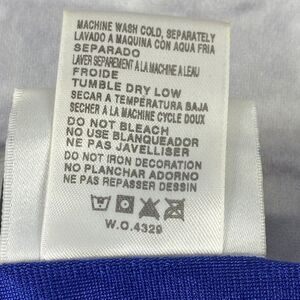 MACHINE WASH COLD, SEPARATELY
LAVADO A MAQUINA CON AQUA FRIA
SEPARADO
LAVER SEPAREMENT A LA MACHINE A LEAU
FROIDE
TUMBLE DRY LOW
SECAR A TEMPERATURA BAJA
SECHER A LA MACHINE CYCLE DOUX
DO NOT BLEACH
NO USE BLANQUEADOR
NE PAS JAVELLISER
DO NOT IRON DECORATION
NO PLANCHAR ADORNO
NE PAS REPASSER DESSIN
W.O.4329